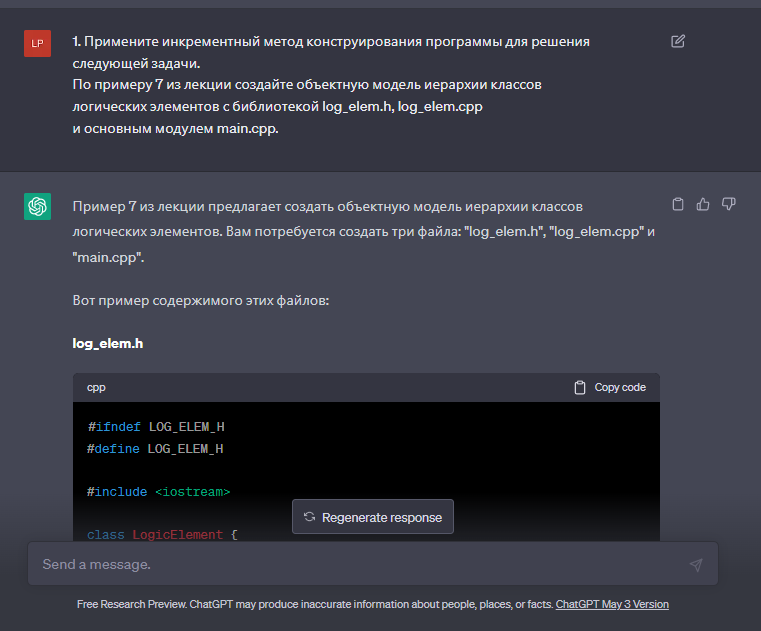 LP
1. Примените инкрементный метод конструирования программы для решения
следующей задачи.
По примеру 7 из лекции создайте объектную модель иерархии классов
логических элементов с библиотекой log_elem.h, log_elem.cpp
и основным модулем main.cpp.
Пример 7 из лекции предлагает создать объектную модель иерархии классов
логических элементов. Вам потребуется создать три файла: "log_elem.h", "log_elem.cpp" и
"main.cpp".
Вот пример содержимого этих файлов:
log_elem.h
cpp Copy code
#ifndef LOG_ELEM_H
#define LOG_ELEM_H
#include <iostream>
Regenerate response
class LogicElement {
Send a message.
Free Research Preview. ChatGPT may produce inaccurate information about people, places, or facts. ChatGPT May 3 Version